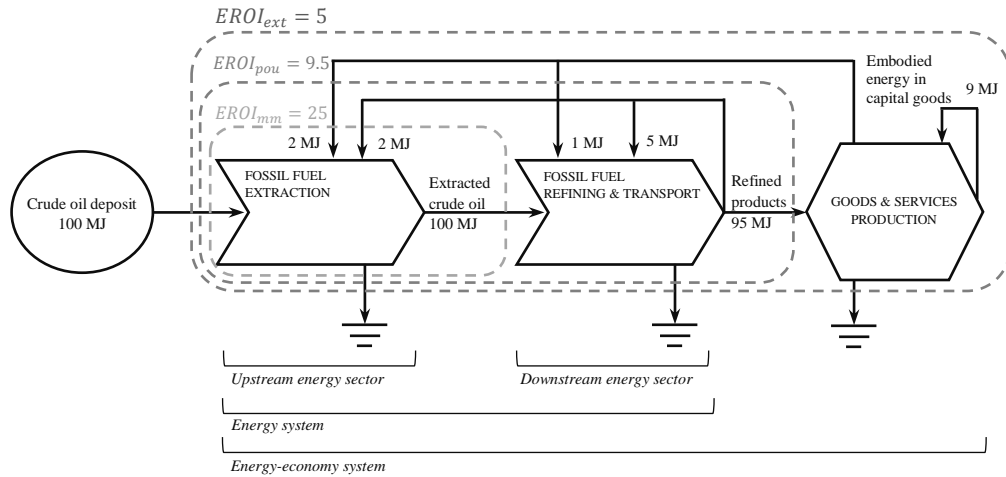 EROI_ext = 5
EROI_pou = 9.5
EROI_mm = 25
Embodied
energy in
capital goods
9 MJ
2 MJ
2 MJ
1 MJ
5 MJ
Crude oil deposit
100 MJ
FOSSIL FUEL
EXTRACTION
Extracted
crude oil
100 MJ
FOSSIL FUEL
REFINING & TRANSPORT
Refined
products
95 MJ
GOODS & SERVICES
PRODUCTION
Upstream energy sector
Downstream energy sector
Energy system
Energy-economy system